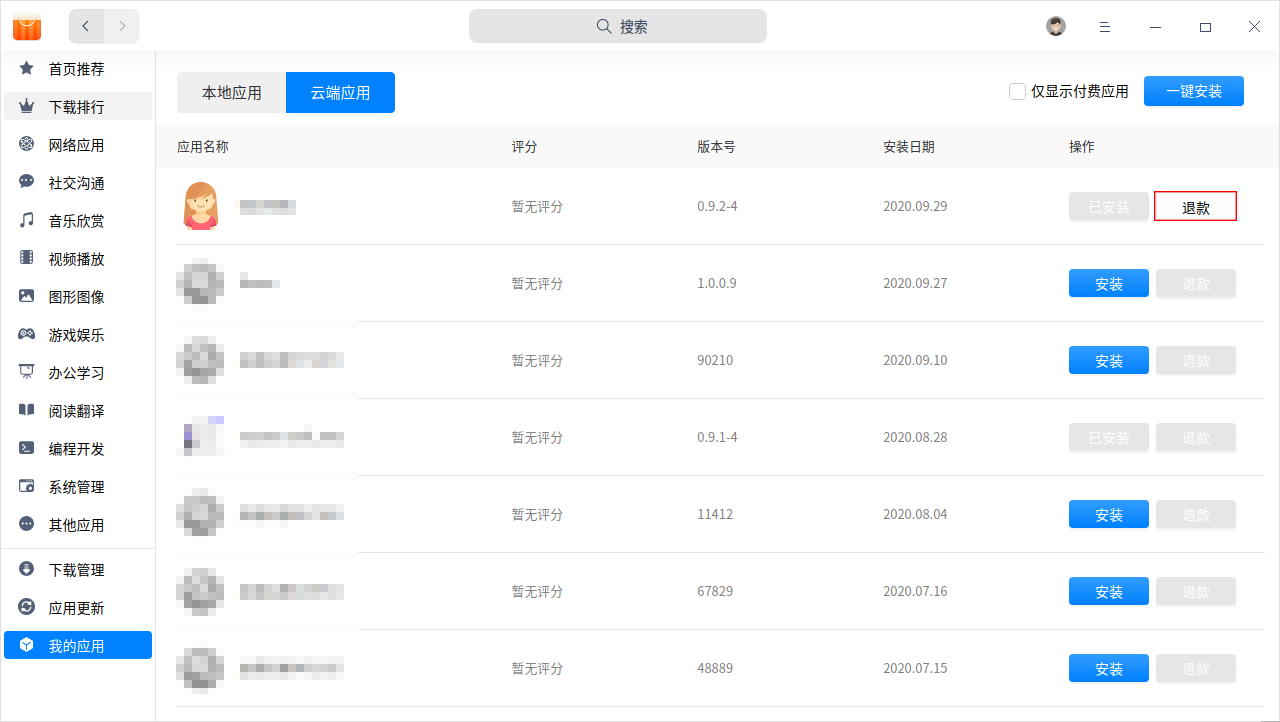 搜索
首页推荐
下载排行
网络应用
社交沟通
音乐欣赏
视频播放
图形图像
游戏娱乐
办公学习
阅读翻译
编程开发
系统管理
其他应用
下载管理
应用更新
我的应用
本地应用 云端应用 仅显示付费应用 一键安装
应用名称 评分 版本号 安装日期 操作
暂无评分 0.9.2-4 2020.09.29 已安装 退款
暂无评分 1.0.0.9 2020.09.27 安装 退款
暂无评分 90210 2020.09.10 安装 退款
暂无评分 0.9.1-4 2020.08.28 已安装 退款
暂无评分 11412 2020.08.04 安装 退款
暂无评分 67829 2020.07.16 安装 退款
暂无评分 48889 2020.07.15 安装 退款